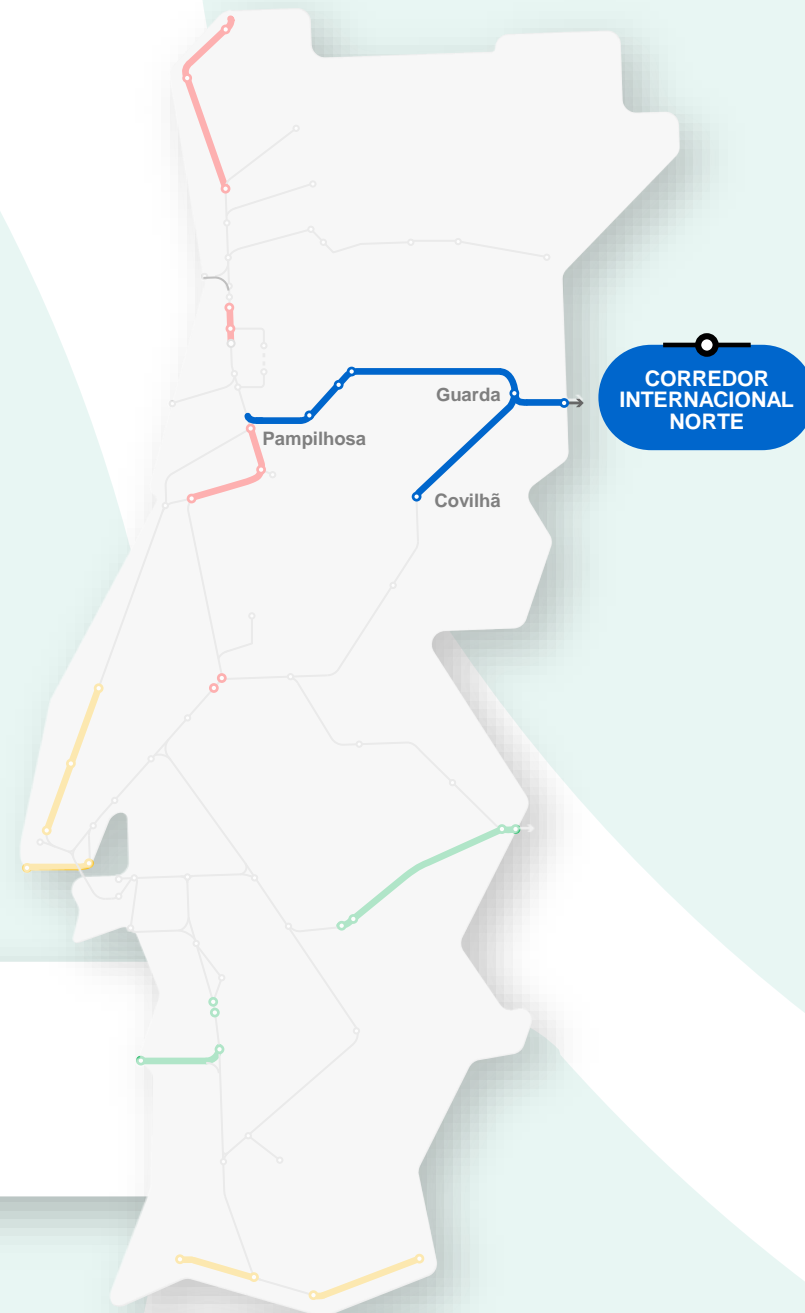 CORREDOR
INTERNACIONAL
NORTE
Guarda
Pampilhosa
Covilhã